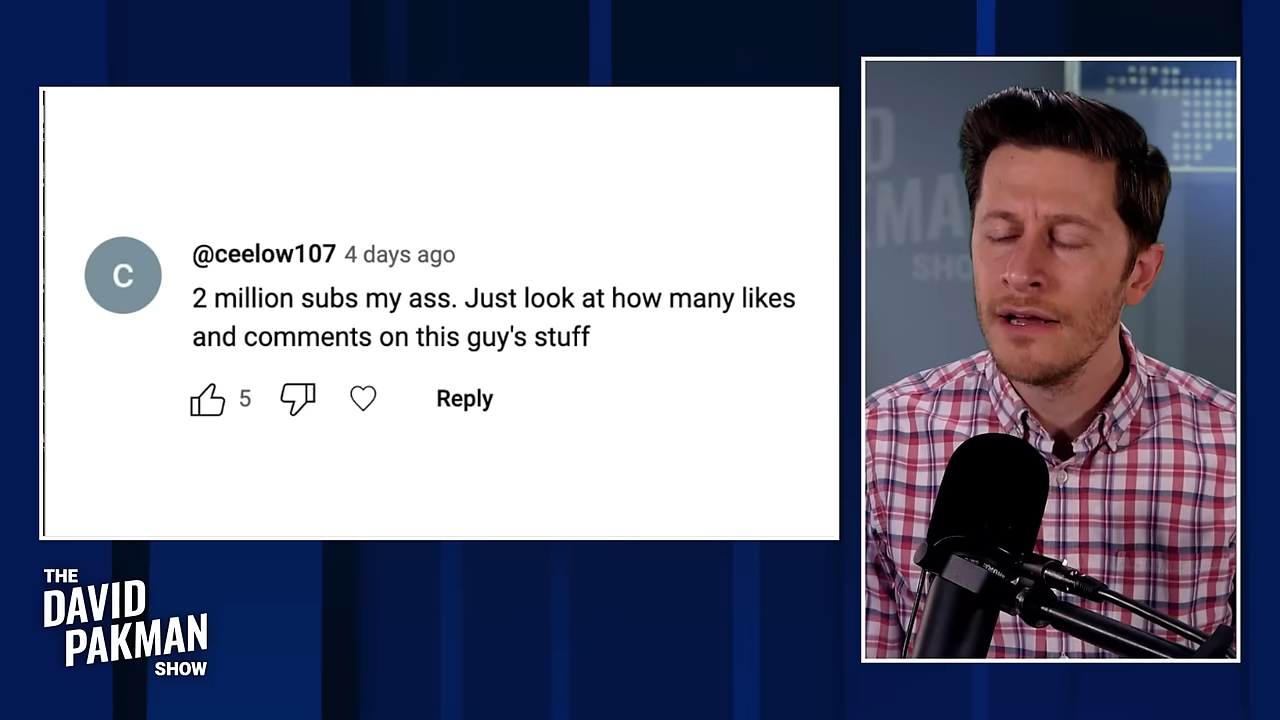 @ceelow107 4 days ago
2 million subs my ass. Just look at how many likes
and comments on this guy's stuff
5
Reply
C
THE
DAVID
PAKMAN
SHOW